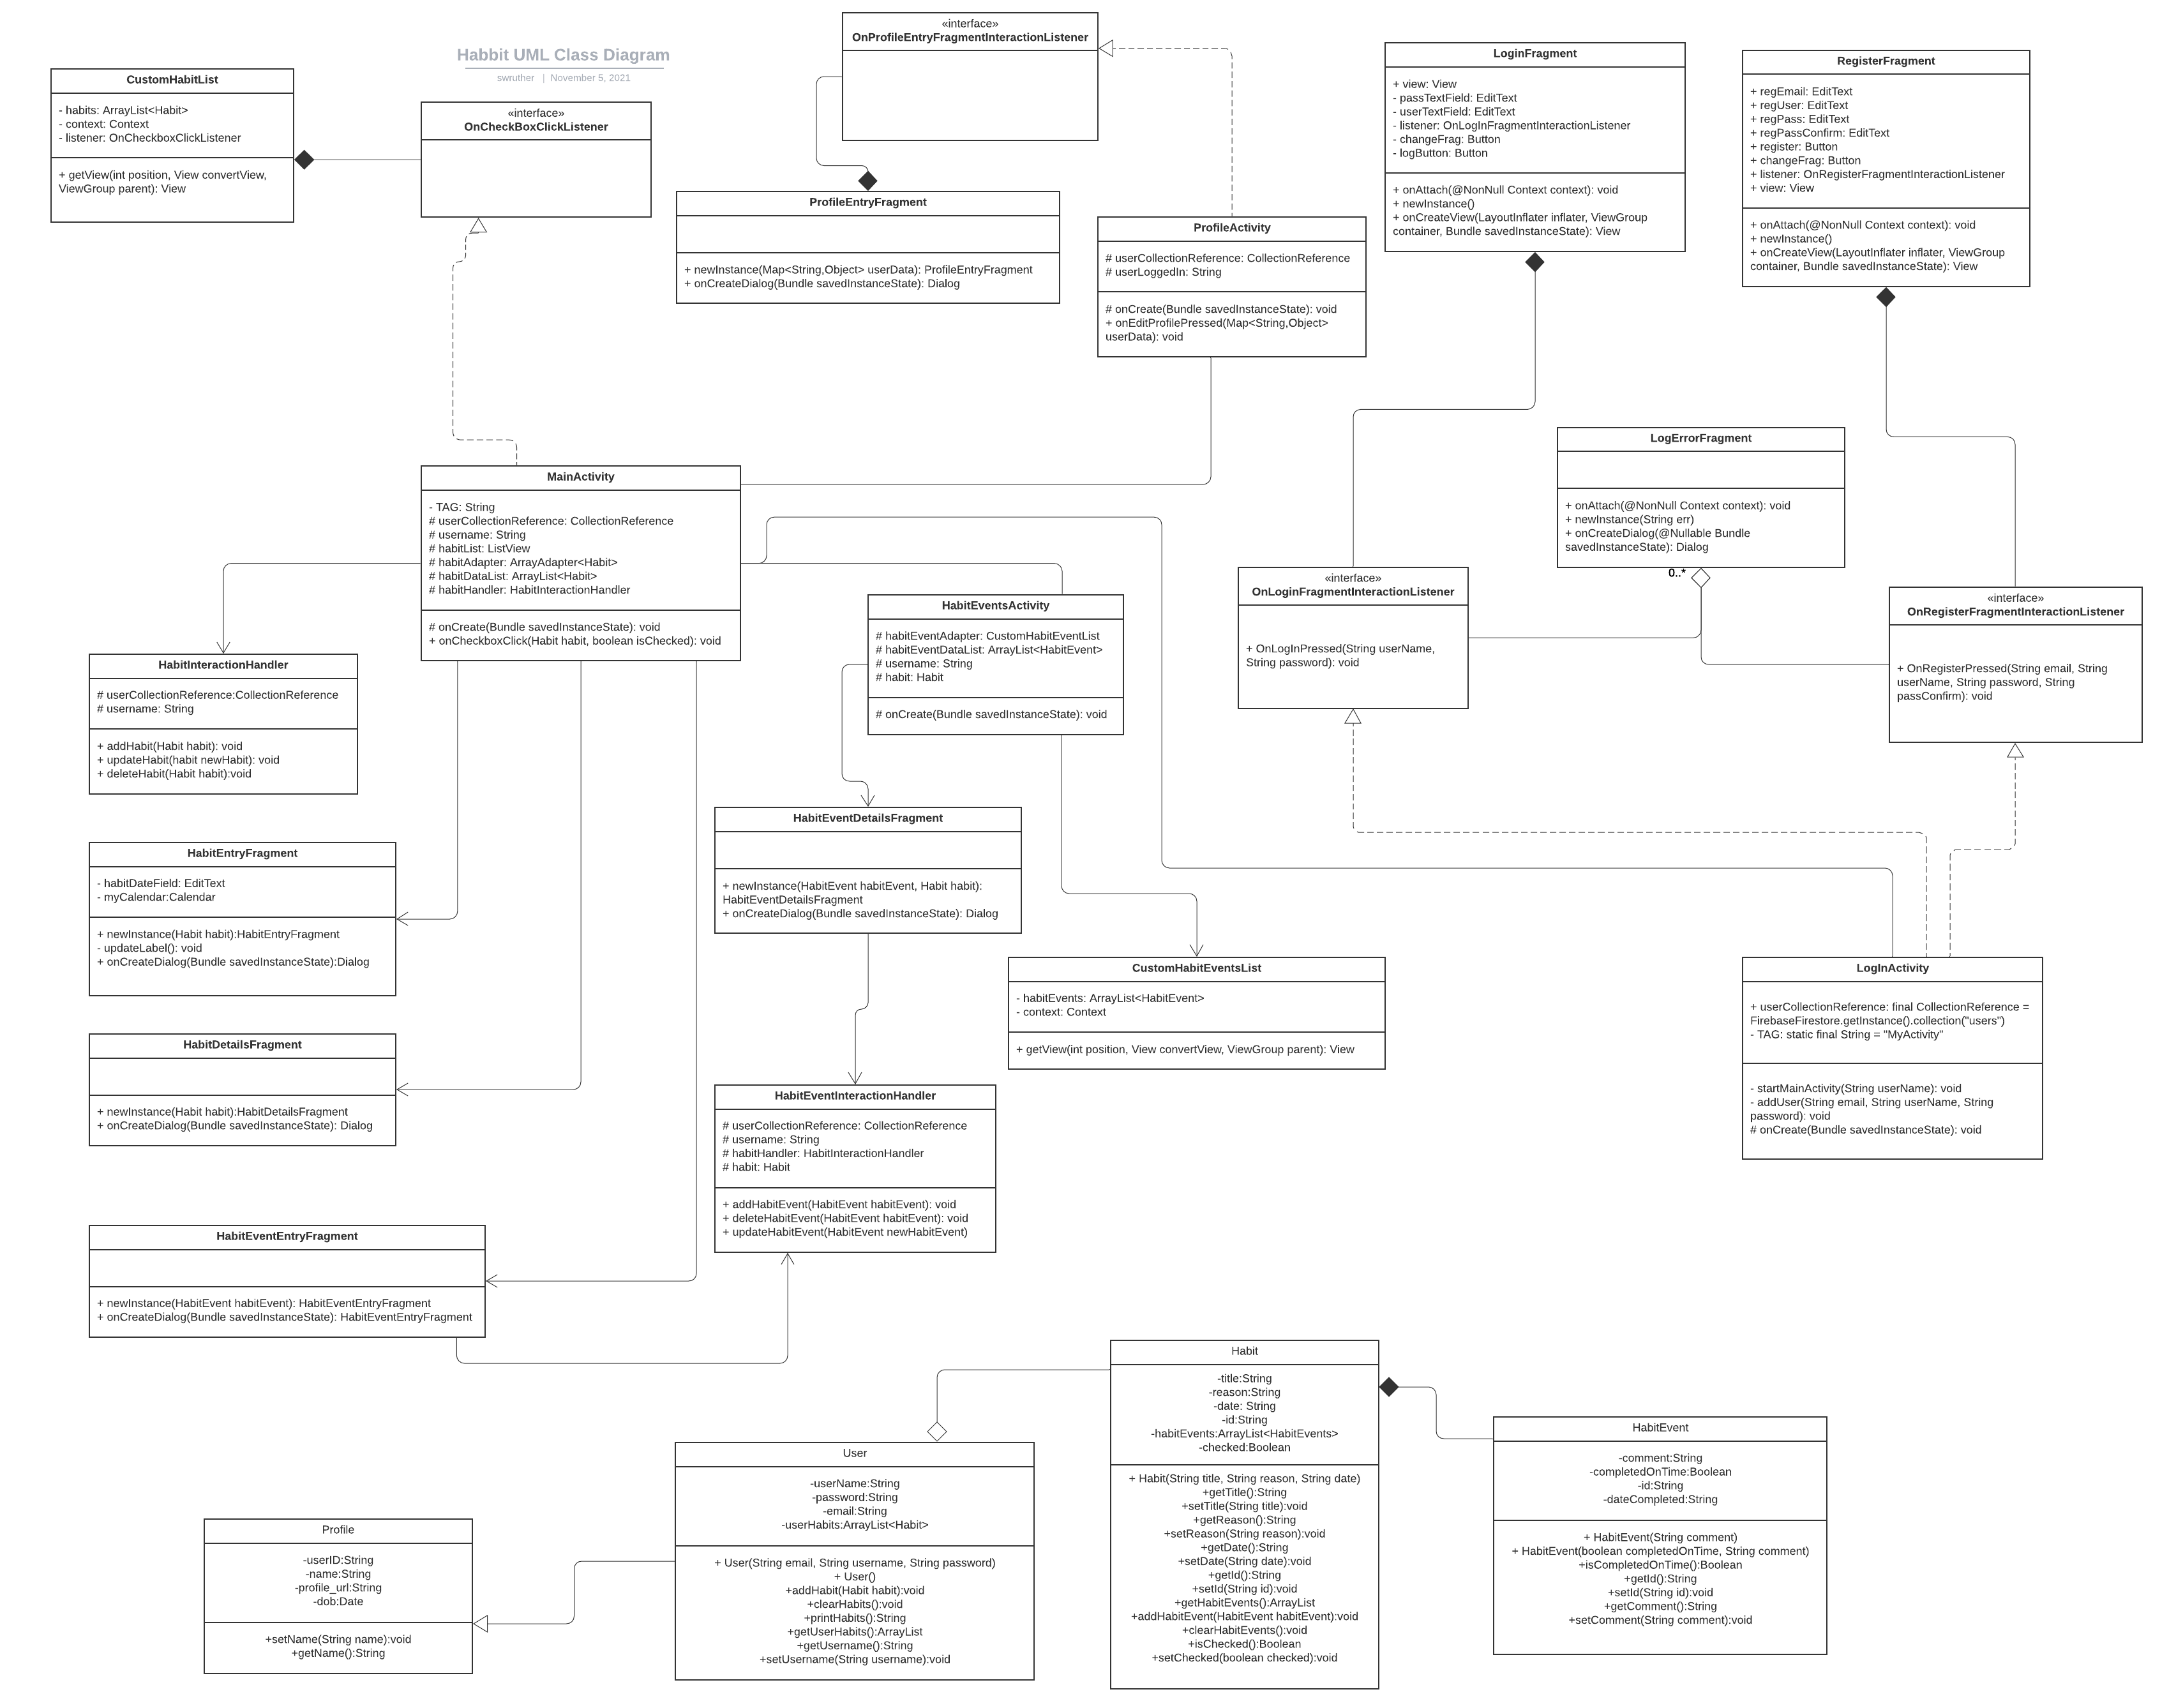 Habbit UML Class Diagram
swruther | November 5, 2021
CustomHabitList
- habits: ArrayList<Habit>
- context: Context
- listener: OnCheckboxClickListener
+ getView(int position, View convertView,
ViewGroup parent): View
«interface»
OnCheckBoxClickListener
«interface»
OnProfileEntryFragmentInteractionListener
ProfileEntryFragment
+ newInstance(Map<String,Object> userData): ProfileEntryFragment
+ onCreateDialog(Bundle savedInstanceState): Dialog
ProfileActivity
# userCollectionReference: CollectionReference
# userLoggedIn: String
# onCreate(Bundle savedInstanceState): void
+ onEditProfilePressed(Map<String,Object>
userData): void
LoginFragment
+ view: View
- passTextField: EditText
- userTextField: EditText
- listener: OnLogInFragmentInteractionListener
- changeFrag: Button
- logButton: Button
+ onAttach(@NonNull Context context): void
+ newInstance()
+ onCreateView(LayoutInflater inflater, ViewGroup
container, Bundle savedInstanceState): View
RegisterFragment
+ regEmail: EditText
+ regUser: EditText
+ regPass: EditText
+ regPassConfirm: EditText
+ register: Button
+ changeFrag: Button
+ listener: OnRegisterFragmentInteractionListener
+ view: View
+ onAttach(@NonNull Context context): void
+ newInstance()
+ onCreateView(LayoutInflater inflater, ViewGroup
container, Bundle savedInstanceState): View
LogErrorFragment
+ onAttach(@NonNull Context context): void
+ newInstance(String err)
+ onCreateDialog(@Nullable Bundle
savedInstanceState): Dialog
0..*
MainActivity
- TAG: String
# userCollectionReference: CollectionReference
# username: String
# habitList: ListView
# habitAdapter: ArrayAdapter<Habit>
# habitDataList: ArrayList<Habit>
# habitHandler: HabitInteractionHandler
# onCreate(Bundle savedInstanceState): void
+ onCheckboxClick(Habit habit, boolean isChecked): void
HabitEventsActivity
# habitEventAdapter: CustomHabitEventList
# habitEventDataList: ArrayList<HabitEvent>
# username: String
# habit: Habit
# onCreate(Bundle savedInstanceState): void
«interface»
OnLoginFragmentInteractionListener
+ OnLogInPressed(String userName,
String password): void
«interface»
OnRegisterFragmentInteractionListener
+ OnRegisterPressed(String email, String
userName, String password, String
passConfirm): void
HabitInteractionHandler
# userCollectionReference:CollectionReference
# username: String
+ addHabit(Habit habit): void
+ updateHabit(habit newHabit): void
+ deleteHabit(Habit habit):void
HabitEntryFragment
- habitDateField: EditText
- myCalendar:Calendar
+ newInstance(Habit habit):HabitEntryFragment
- updateLabel(): void
+ onCreateDialog(Bundle savedInstanceState):Dialog
HabitEventDetailsFragment
+ newInstance(HabitEvent habitEvent, Habit habit):
HabitEventDetailsFragment
+ onCreateDialog(Bundle savedInstanceState): Dialog
CustomHabitEventsList
- habitEvents: ArrayList<HabitEvent>
- context: Context
+ getView(int position, View convertView, ViewGroup parent): View
LogInActivity
+ userCollectionReference: final CollectionReference =
FirebaseFirestore.getInstance().collection("users")
- TAG: static final String = "MyActivity"
- startMainActivity(String userName): void
- addUser(String email, String userName, String
password): void
# onCreate(Bundle savedInstanceState): void
HabitDetailsFragment
+ newInstance(Habit habit):HabitDetailsFragment
+ onCreateDialog(Bundle savedInstanceState): Dialog
HabitEventInteractionHandler
# userCollectionReference: CollectionReference
# username: String
# habitHandler: HabitInteractionHandler
# habit: Habit
+ addHabitEvent(HabitEvent habitEvent): void
+ deleteHabitEvent(HabitEvent habitEvent): void
+ updateHabitEvent(HabitEvent newHabitEvent)
HabitEventEntryFragment
+ newInstance(HabitEvent habitEvent): HabitEventEntryFragment
+ onCreateDialog(Bundle savedInstanceState): HabitEventEntryFragment
Habit
-title:String
-reason:String
-date: String
-id:String
-habitEvents:ArrayList<HabitEvents>
-checked:Boolean
+ Habit(String title, String reason, String date)
+getTitle():String
+setTitle(String title):void
+getReason():String
+setReason(String reason):void
+getDate():String
+setDate(String date):void
+getId():String
+setId(String id):void
+getHabitEvents():ArrayList
+addHabitEvent(HabitEvent habitEvent):void
+clearHabitEvents():void
+isChecked():Boolean
+setChecked(boolean checked):void
HabitEvent
-comment:String
-completedOnTime:Boolean
-id:String
-dateCompleted:String
+ HabitEvent(String comment)
+ HabitEvent(boolean completedOnTime, String comment)
+isCompletedOnTime():Boolean
+getId():String
+setId(String id):void
+getComment():String
+setComment(String comment):void
User
-userName:String
-password:String
-email:String
-userHabits:ArrayList<Habit>
+ User(String email, String username, String password)
+ User()
+addHabit(Habit habit):void
+clearHabits():void
+printHabits():String
+getUserHabits():ArrayList
+getUsername():String
+setUsername(String username):void
Profile
-userID:String
-name:String
-profile_url:String
-dob:Date
+setName(String name):void
+getName():String